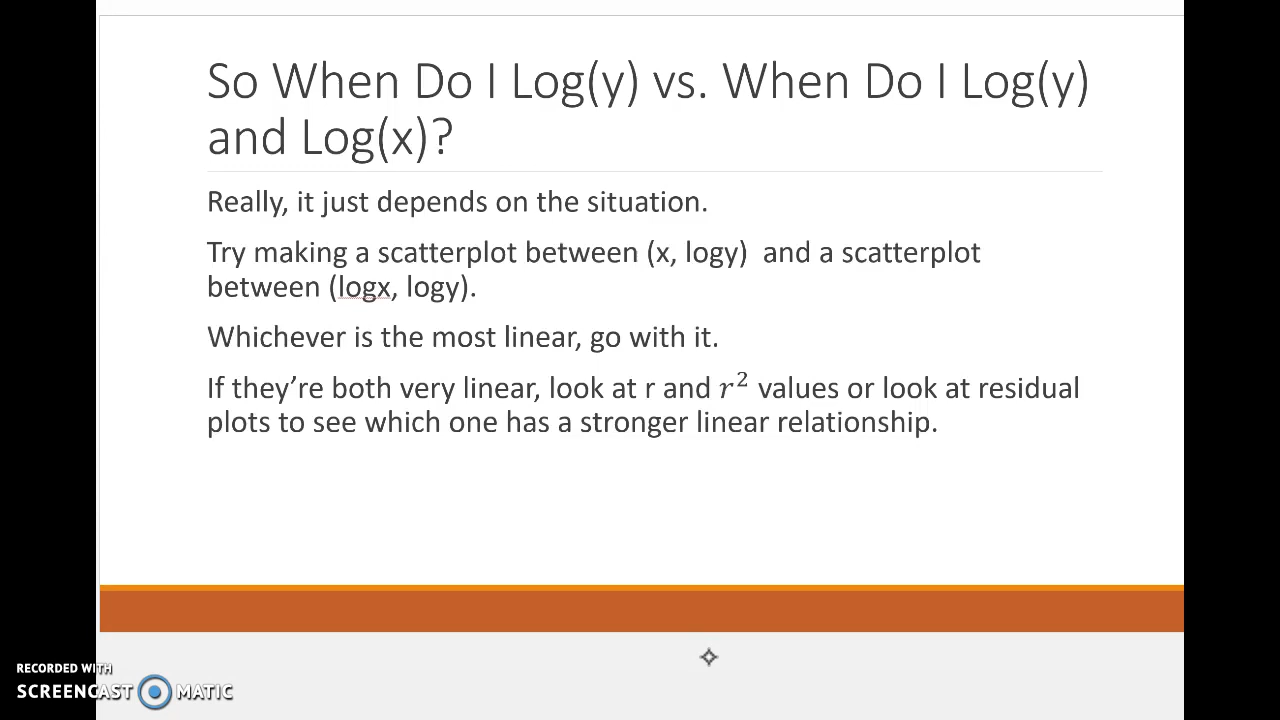 So When Do I Log(y) vs. When Do I Log(y)
and Log(x)?
Really, it just depends on the situation.
Try making a scatterplot between (x, logy) and a scatterplot
between (logx, logy).
Whichever is the most linear, go with it.
If they're both very linear, look at r and r² values or look at residual
plots to see which one has a stronger linear relationship.
RECORDED WITH
SCREENCAST MATIC